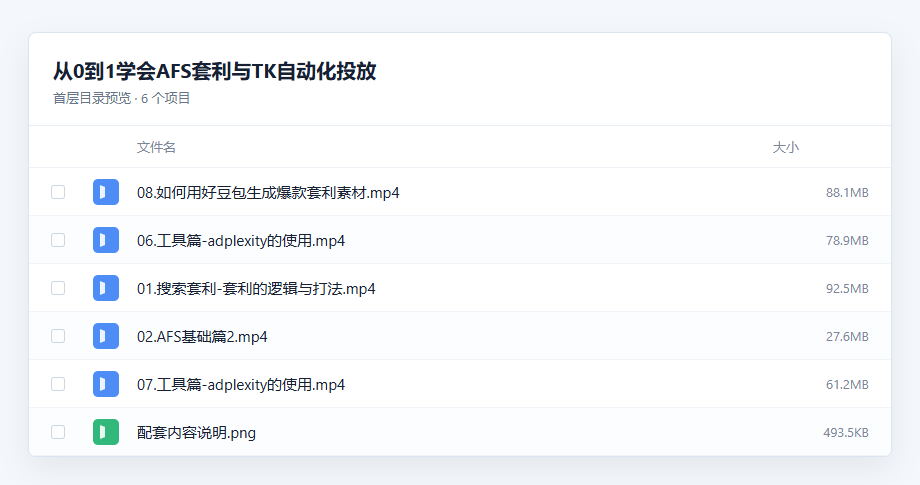 从0到1学会AFS套利与TK自动化投放
首层目录预览 · 6 个项目
文件名 大小
08.如何用好豆包生成爆款套利素材.mp4 88.1MB
06.工具篇-adplexity的使用.mp4 78.9MB
01.搜索套利-套利的逻辑与打法.mp4 92.5MB
02.AFS基础篇2.mp4 27.6MB
07.工具篇-adplexity的使用.mp4 61.2MB
配套内容说明.png 493.5KB